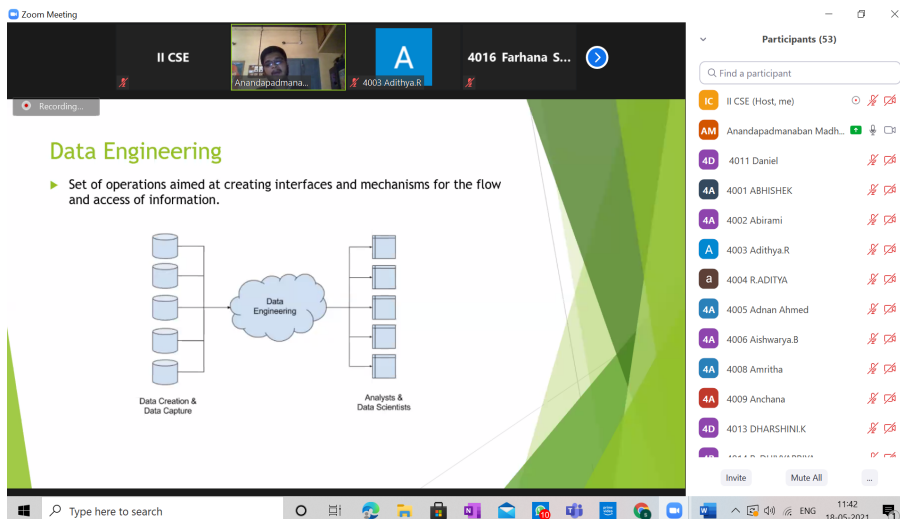 Zoom Meeting
II CSE
Anandapadmana...
A
4003 Adithya.R
4016 Farhana S...
Recording...
Data Engineering
Set of operations aimed at creating interfaces and mechanisms for the flow
and access of information.
Data
Engineering
Data Creation &
Data Capture
Analysts &
Data Scientists
Participants (53)
Find a participant
IC II CSE (Host, me)
AM Anandapadmanaban Madh...
4D 4011 Daniel
4A 4001 ABHISHEK
4A 4002 Abirami
A 4003 Adithya.R
a 4004 R.ADITYA
4A 4005 Adnan Ahmed
4A 4006 Aishwarya.B
4A 4008 Amritha
4A 4009 Anchana
4D 4013 DHARSHINI.K
Invite Mute All ...
Type here to search
10
ENG
11:42
18-05-2021
1